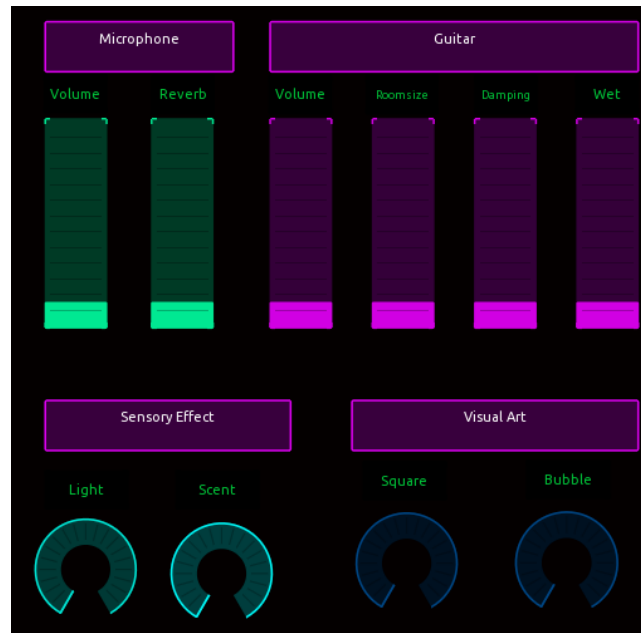 Microphone Guitar
Volume Reverb Volume Roomsize Damping Wet
Sensory Effect Visual Art
Light Scent Square Bubble